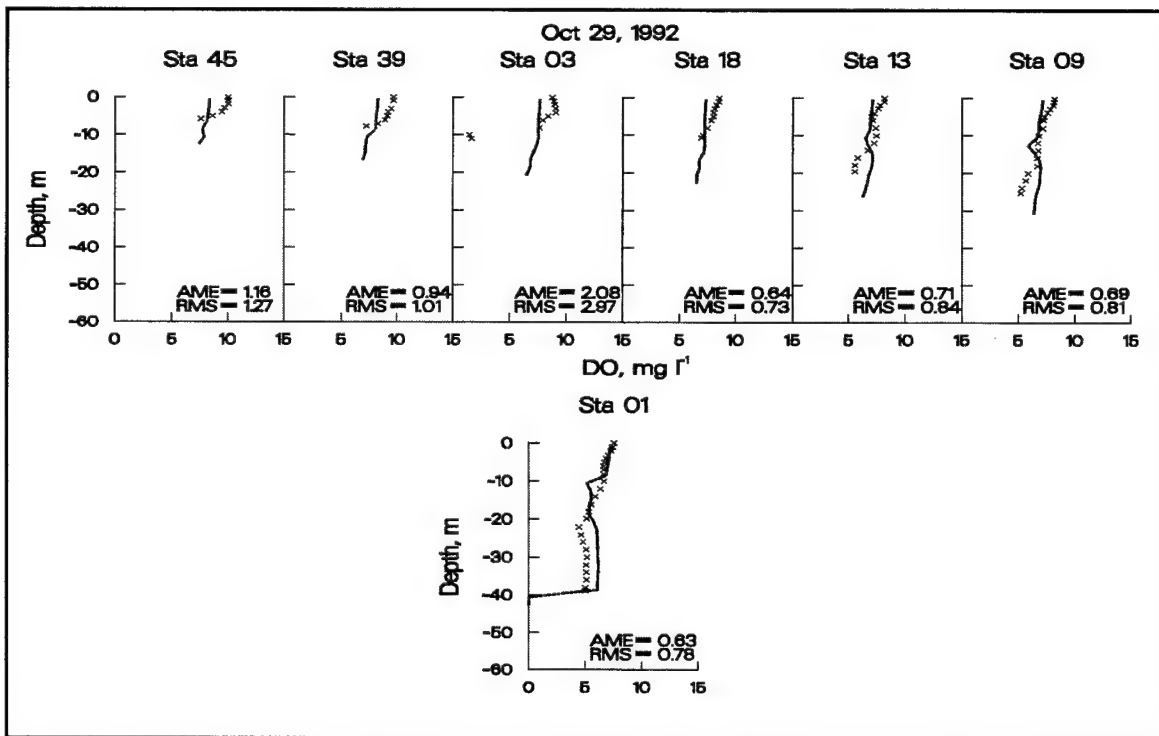 Oct 29, 1992
Sta 45 Sta 39 Sta 03 Sta 18 Sta 13 Sta 09
0
-10
-20
-30
-40
-50
-60
Depth, m
AME= 1.16
RMS= 1.27
AME= 0.94
RMS= 1.01
AME= 2.08
RMS= 2.97
AME= 0.64
RMS= 0.73
AME= 0.71
RMS= 0.84
AME= 0.69
RMS= 0.81
0 5 10 15 5 10 15 5 10 15 5 10 15 5 10 15 5 10 15
DO, mg l¹
Sta 01
0
-10
-20
-30
-40
-50
-60
Depth, m
AME= 0.63
RMS= 0.78
0 5 10 15